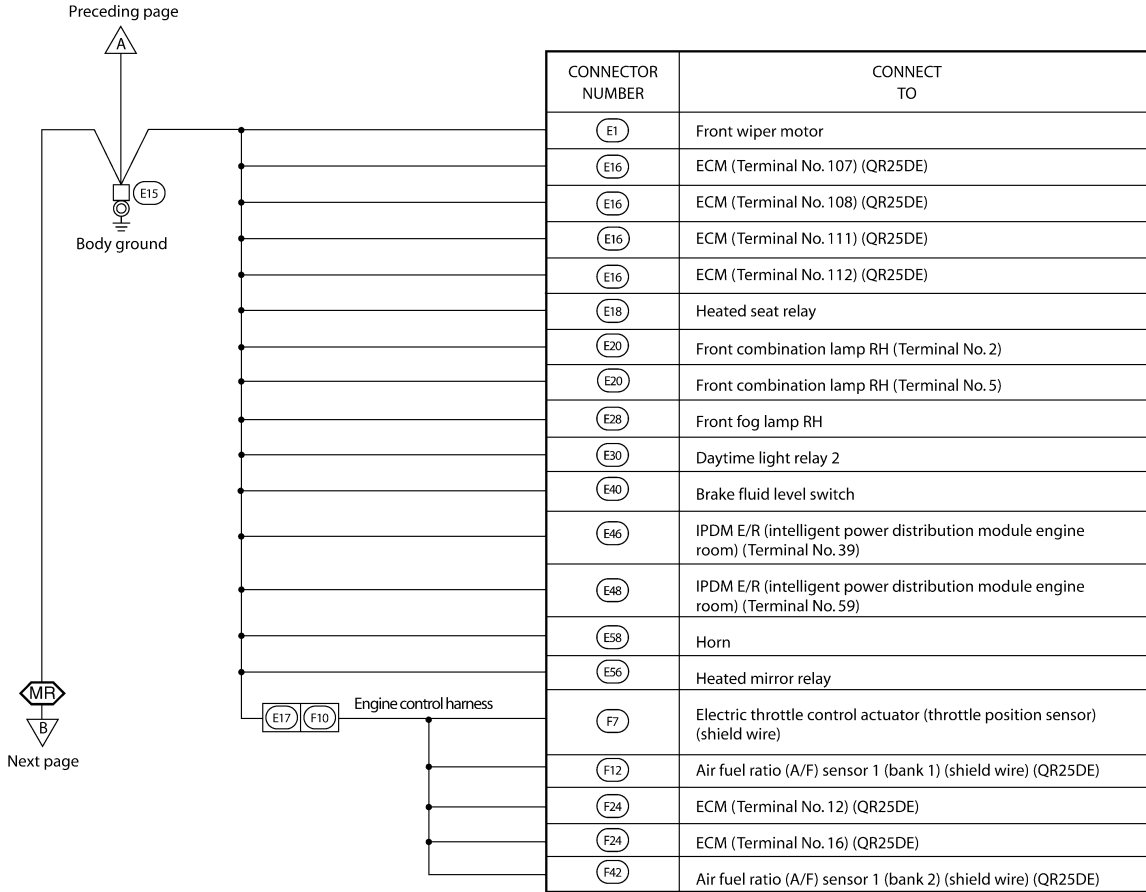 Preceding page
A
E15
Body ground
MR
B
Next page
E17 F10
Engine control harness
CONNECTOR
NUMBER
CONNECT
TO
E1 Front wiper motor
E16 ECM (Terminal No. 107) (QR25DE)
E16 ECM (Terminal No. 108) (QR25DE)
E16 ECM (Terminal No. 111) (QR25DE)
E16 ECM (Terminal No. 112) (QR25DE)
E18 Heated seat relay
E20 Front combination lamp RH (Terminal No. 2)
E20 Front combination lamp RH (Terminal No. 5)
E28 Front fog lamp RH
E30 Daytime light relay 2
E40 Brake fluid level switch
E46 IPDM E/R (intelligent power distribution module engine
room) (Terminal No. 39)
E48 IPDM E/R (intelligent power distribution module engine
room) (Terminal No. 59)
E58 Horn
E56 Heated mirror relay
F7 Electric throttle control actuator (throttle position sensor)
(shield wire)
F12 Air fuel ratio (A/F) sensor 1 (bank 1) (shield wire) (QR25DE)
F24 ECM (Terminal No. 12) (QR25DE)
F24 ECM (Terminal No. 16) (QR25DE)
F42 Air fuel ratio (A/F) sensor 1 (bank 2) (shield wire) (QR25DE)